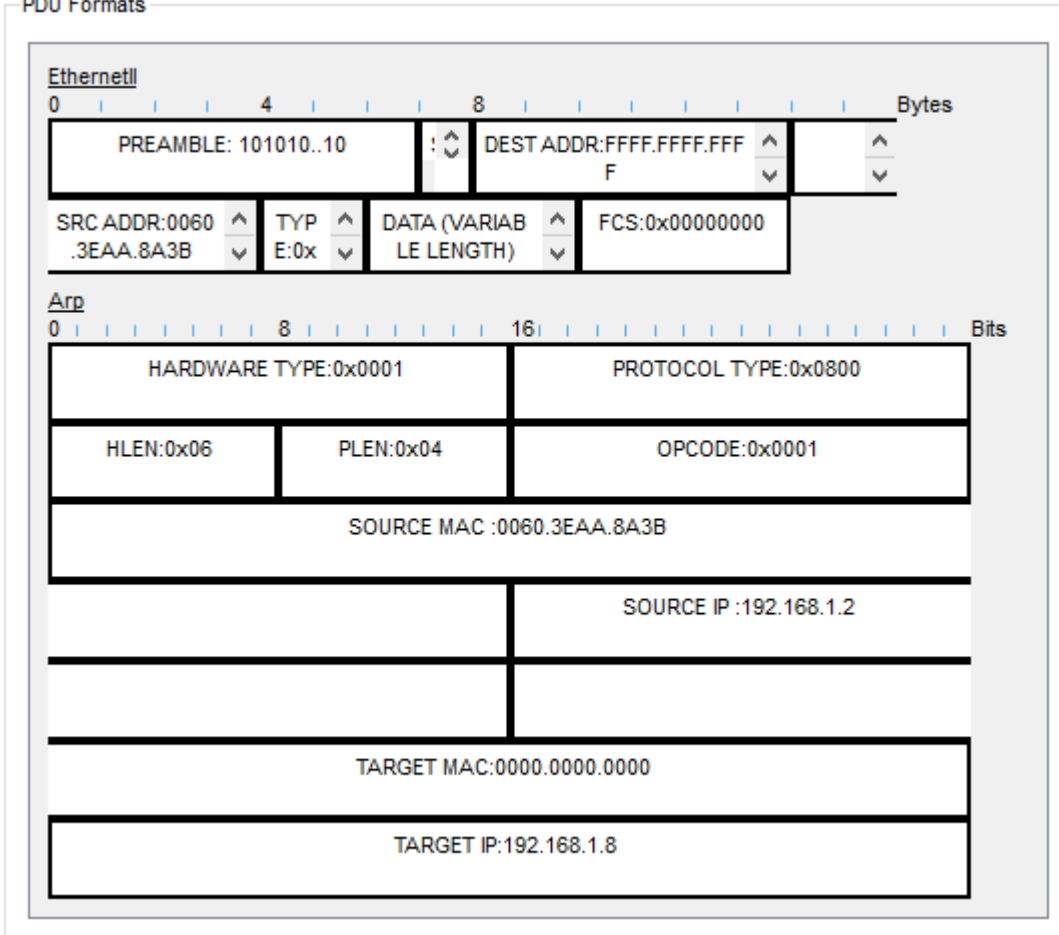 PDU Formats
EthernetII
0 4 8 Bytes
PREAMBLE: 101010..10 DEST ADDR:FFFF.FFFF.FFF
F
SRC ADDR:0060 TYP DATA (VARIAB FCS:0x00000000
.3EAA.8A3B E:0x LE LENGTH)
Arp
0 8 16 Bits
HARDWARE TYPE:0x0001 PROTOCOL TYPE:0x0800
HLEN:0x06 PLEN:0x04 OPCODE:0x0001
SOURCE MAC :0060.3EAA.8A3B
SOURCE IP :192.168.1.2
TARGET MAC:0000.0000.0000
TARGET IP:192.168.1.8